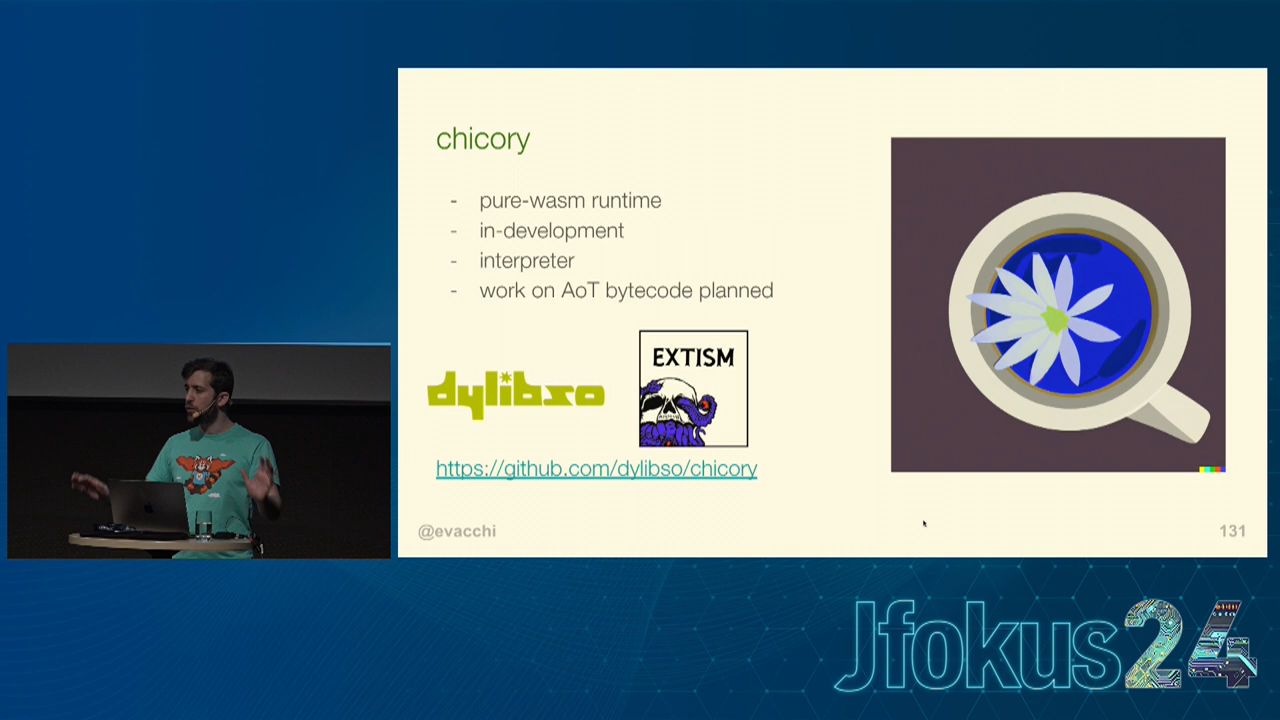 chicory
- pure-wasm runtime
- in-development
- interpreter
- work on AoT bytecode planned
dylibso
EXTISM
https://github.com/dylibso/chicory
@evacchi
131
Jfokus24